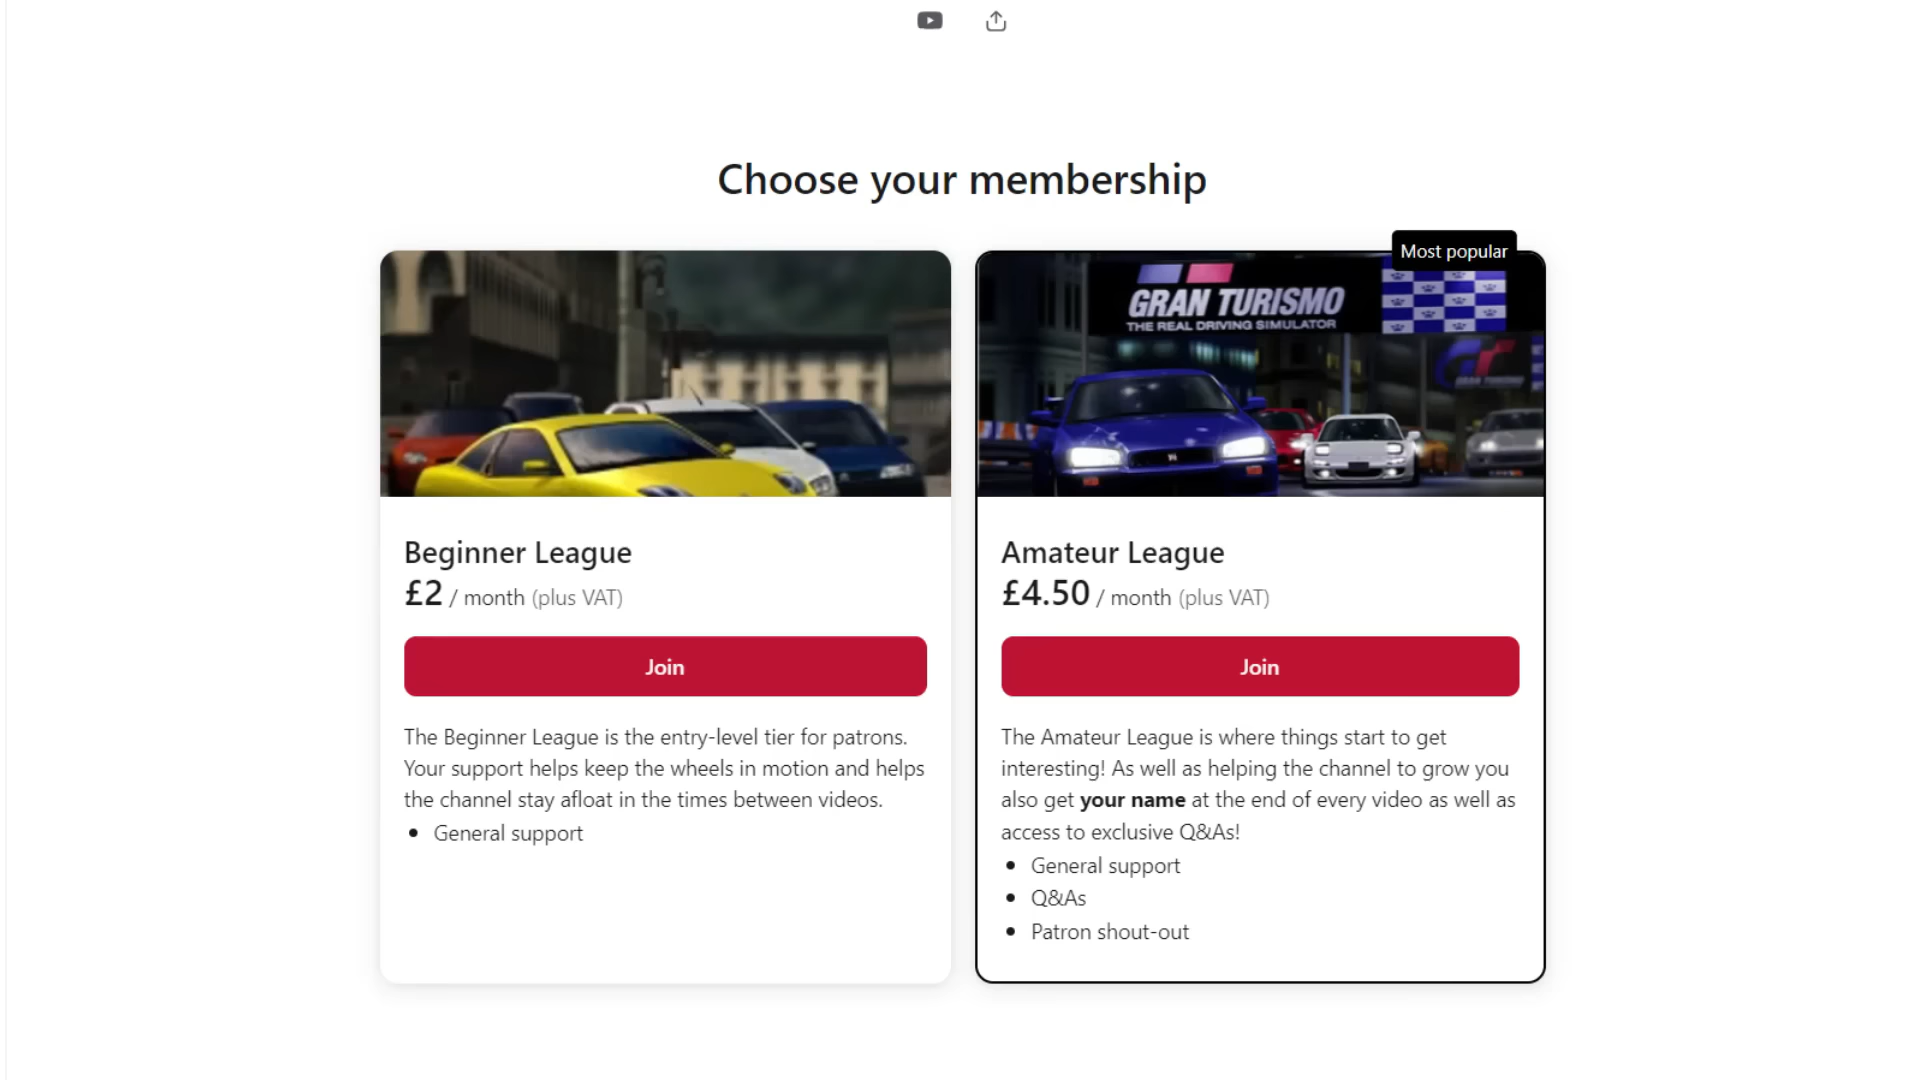 Choose your membership
Most popular
GRAN TURISMO
THE REAL DRIVING SIMULATOR
GRAN TURISMO
Beginner League
£2 / month (plus VAT)
Join
The Beginner League is the entry-level tier for patrons.
Your support helps keep the wheels in motion and helps
the channel stay afloat in the times between videos.
• General support
Amateur League
£4.50 / month (plus VAT)
Join
The Amateur League is where things start to get
interesting! As well as helping the channel to grow you
also get your name at the end of every video as well as
access to exclusive Q&As!
• General support
• Q&As
• Patron shout-out